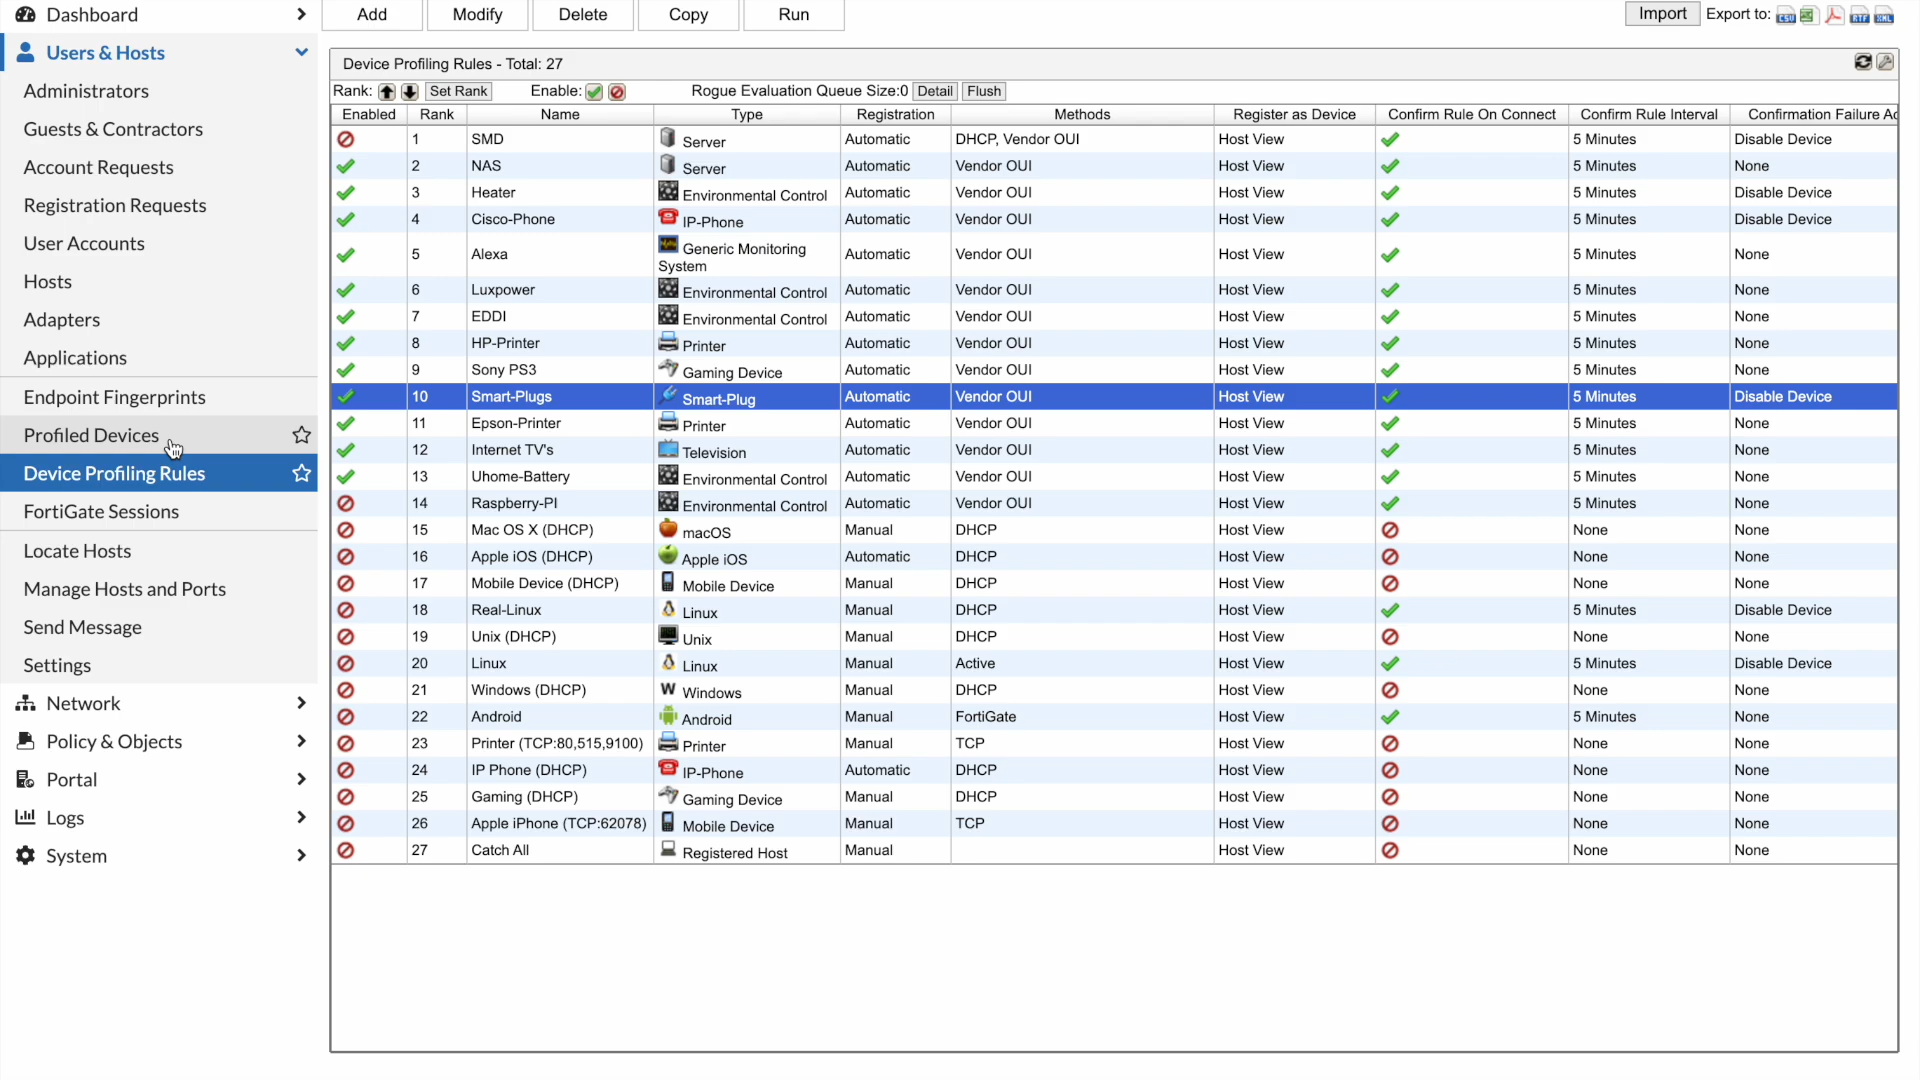 Dashboard
Users & Hosts
Administrators
Guests & Contractors
Account Requests
Registration Requests
User Accounts
Hosts
Adapters
Applications
Endpoint Fingerprints
Profiled Devices
Device Profiling Rules
FortiGate Sessions
Locate Hosts
Manage Hosts and Ports
Send Message
Settings
Network
Policy & Objects
Portal
Logs
System
Add Modify Delete Copy Run Import Export to: CSV RTF XML
Device Profiling Rules - Total: 27
Rank: Set Rank Enable: Rogue Evaluation Queue Size:0 Detail Flush
Enabled Rank Name Type Registration Methods Register as Device Confirm Rule On Connect Confirm Rule Interval Confirmation Failure Ac
1 SMD Server Automatic DHCP, Vendor OUI Host View 5 Minutes Disable Device
2 NAS Server Automatic Vendor OUI Host View 5 Minutes None
3 Heater Environmental Control Automatic Vendor OUI Host View 5 Minutes Disable Device
4 Cisco-Phone IP-Phone Automatic Vendor OUI Host View 5 Minutes Disable Device
5 Alexa Generic Monitoring System Automatic Vendor OUI Host View 5 Minutes None
6 Luxpower Environmental Control Automatic Vendor OUI Host View 5 Minutes None
7 EDDI Environmental Control Automatic Vendor OUI Host View 5 Minutes None
8 HP-Printer Printer Automatic Vendor OUI Host View 5 Minutes None
9 Sony PS3 Gaming Device Automatic Vendor OUI Host View 5 Minutes None
10 Smart-Plugs Smart-Plug Automatic Vendor OUI Host View 5 Minutes Disable Device
11 Epson-Printer Printer Automatic Vendor OUI Host View 5 Minutes None
12 Internet TV's Television Automatic Vendor OUI Host View 5 Minutes None
13 Uhome-Battery Environmental Control Automatic Vendor OUI Host View 5 Minutes None
14 Raspberry-PI Environmental Control Automatic Vendor OUI Host View 5 Minutes None
15 Mac OS X (DHCP) macOS Manual DHCP Host View None None
16 Apple iOS (DHCP) Apple iOS Automatic DHCP Host View None None
17 Mobile Device (DHCP) Mobile Device Manual DHCP Host View None None
18 Real-Linux Linux Manual DHCP Host View 5 Minutes Disable Device
19 Unix (DHCP) Unix Manual DHCP Host View None None
20 Linux Linux Manual Active Host View 5 Minutes Disable Device
21 Windows (DHCP) W Windows Manual DHCP Host View None None
22 Android Android Manual FortiGate Host View 5 Minutes None
23 Printer (TCP:80,515,9100) Printer Manual TCP Host View None None
24 IP Phone (DHCP) IP-Phone Automatic DHCP Host View None None
25 Gaming (DHCP) Gaming Device Manual DHCP Host View None None
26 Apple iPhone (TCP:62078) Mobile Device Manual TCP Host View None None
27 Catch All Registered Host Manual Host View None None